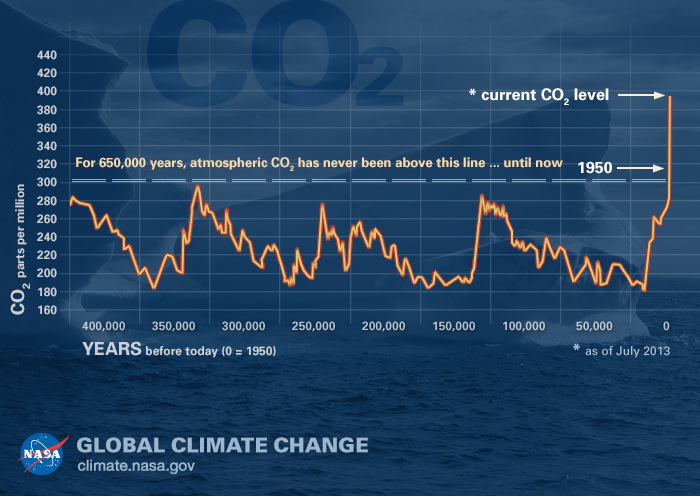 CO2
440
420
400
380
360
340
320
300
280
260
240
220
200
180
160
CO2 parts per million
* current CO2 level
For 650,000 years, atmospheric CO2 has never been above this line ... until now
1950
400,000 350,000 300,000 250,000 200,000 150,000 100,000 50,000 0
YEARS before today (0 = 1950)
* as of July 2013
NASA
GLOBAL CLIMATE CHANGE
climate.nasa.gov